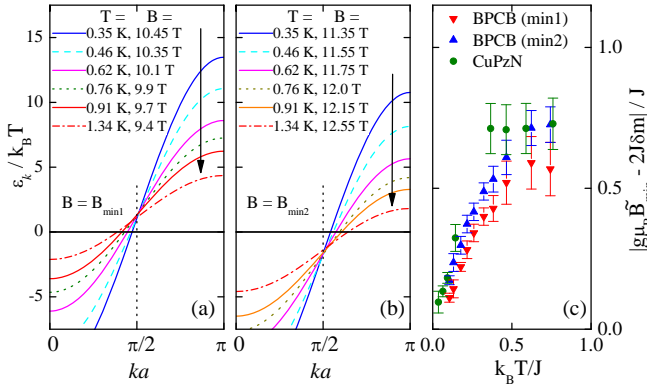 T = B =
0.35 K, 10.45 T
0.46 K, 10.35 T
0.62 K, 10.1 T
0.76 K, 9.9 T
0.91 K, 9.7 T
1.34 K, 9.4 T
B = B_min1
(a)
ε_k / k_B T
15
10
5
0
-5
0
π/2
π
ka
T = B =
0.35 K, 11.35 T
0.46 K, 11.55 T
0.62 K, 11.75 T
0.76 K, 12.0 T
0.91 K, 12.15 T
1.34 K, 12.55 T
B = B_min2
(b)
0
π/2
π
ka
BPCB (min1)
BPCB (min2)
CuPzN
(c)
1.0
0.5
0.0
|gμ_B B̃_min - 2Jδm| / J
0.0
0.5
1.0
k_B T/J